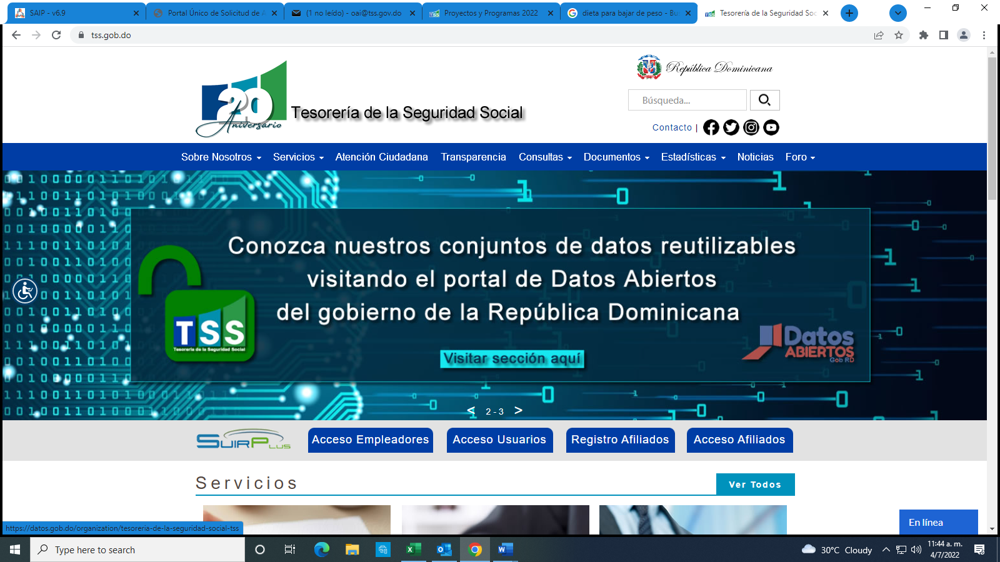 SAIP - v6.9
Portal Único de Solicitud de A
(1 no leído) - oai@tss.gov.do
Proyectos y Programas 2022
dieta para bajar de peso - Bu
Tesorería de la Seguridad Soc
tss.gob.do
20
Aniversario
Tesorería de la Seguridad Social
República Dominicana
Búsqueda...
Contacto |
Sobre Nosotros
Servicios
Atención Ciudadana
Transparencia
Consultas
Documentos
Estadísticas
Noticias
Foro
Conozca nuestros conjuntos de datos reutilizables
visitando el portal de Datos Abiertos
del gobierno de la República Dominicana
TSS
Tesorería de la Seguridad Social
Visitar sección aquí
Datos
ABIERTOS
Gob RD
< 2 - 3 >
SUIRPLUS
Acceso Empleadores
Acceso Usuarios
Registro Afiliados
Acceso Afiliados
Servicios
Ver Todos
En línea
https://datos.gob.do/organization/tesoreria-de-la-seguridad-social-tss
Type here to search
30°C Cloudy
11:44 a. m.
4/7/2022